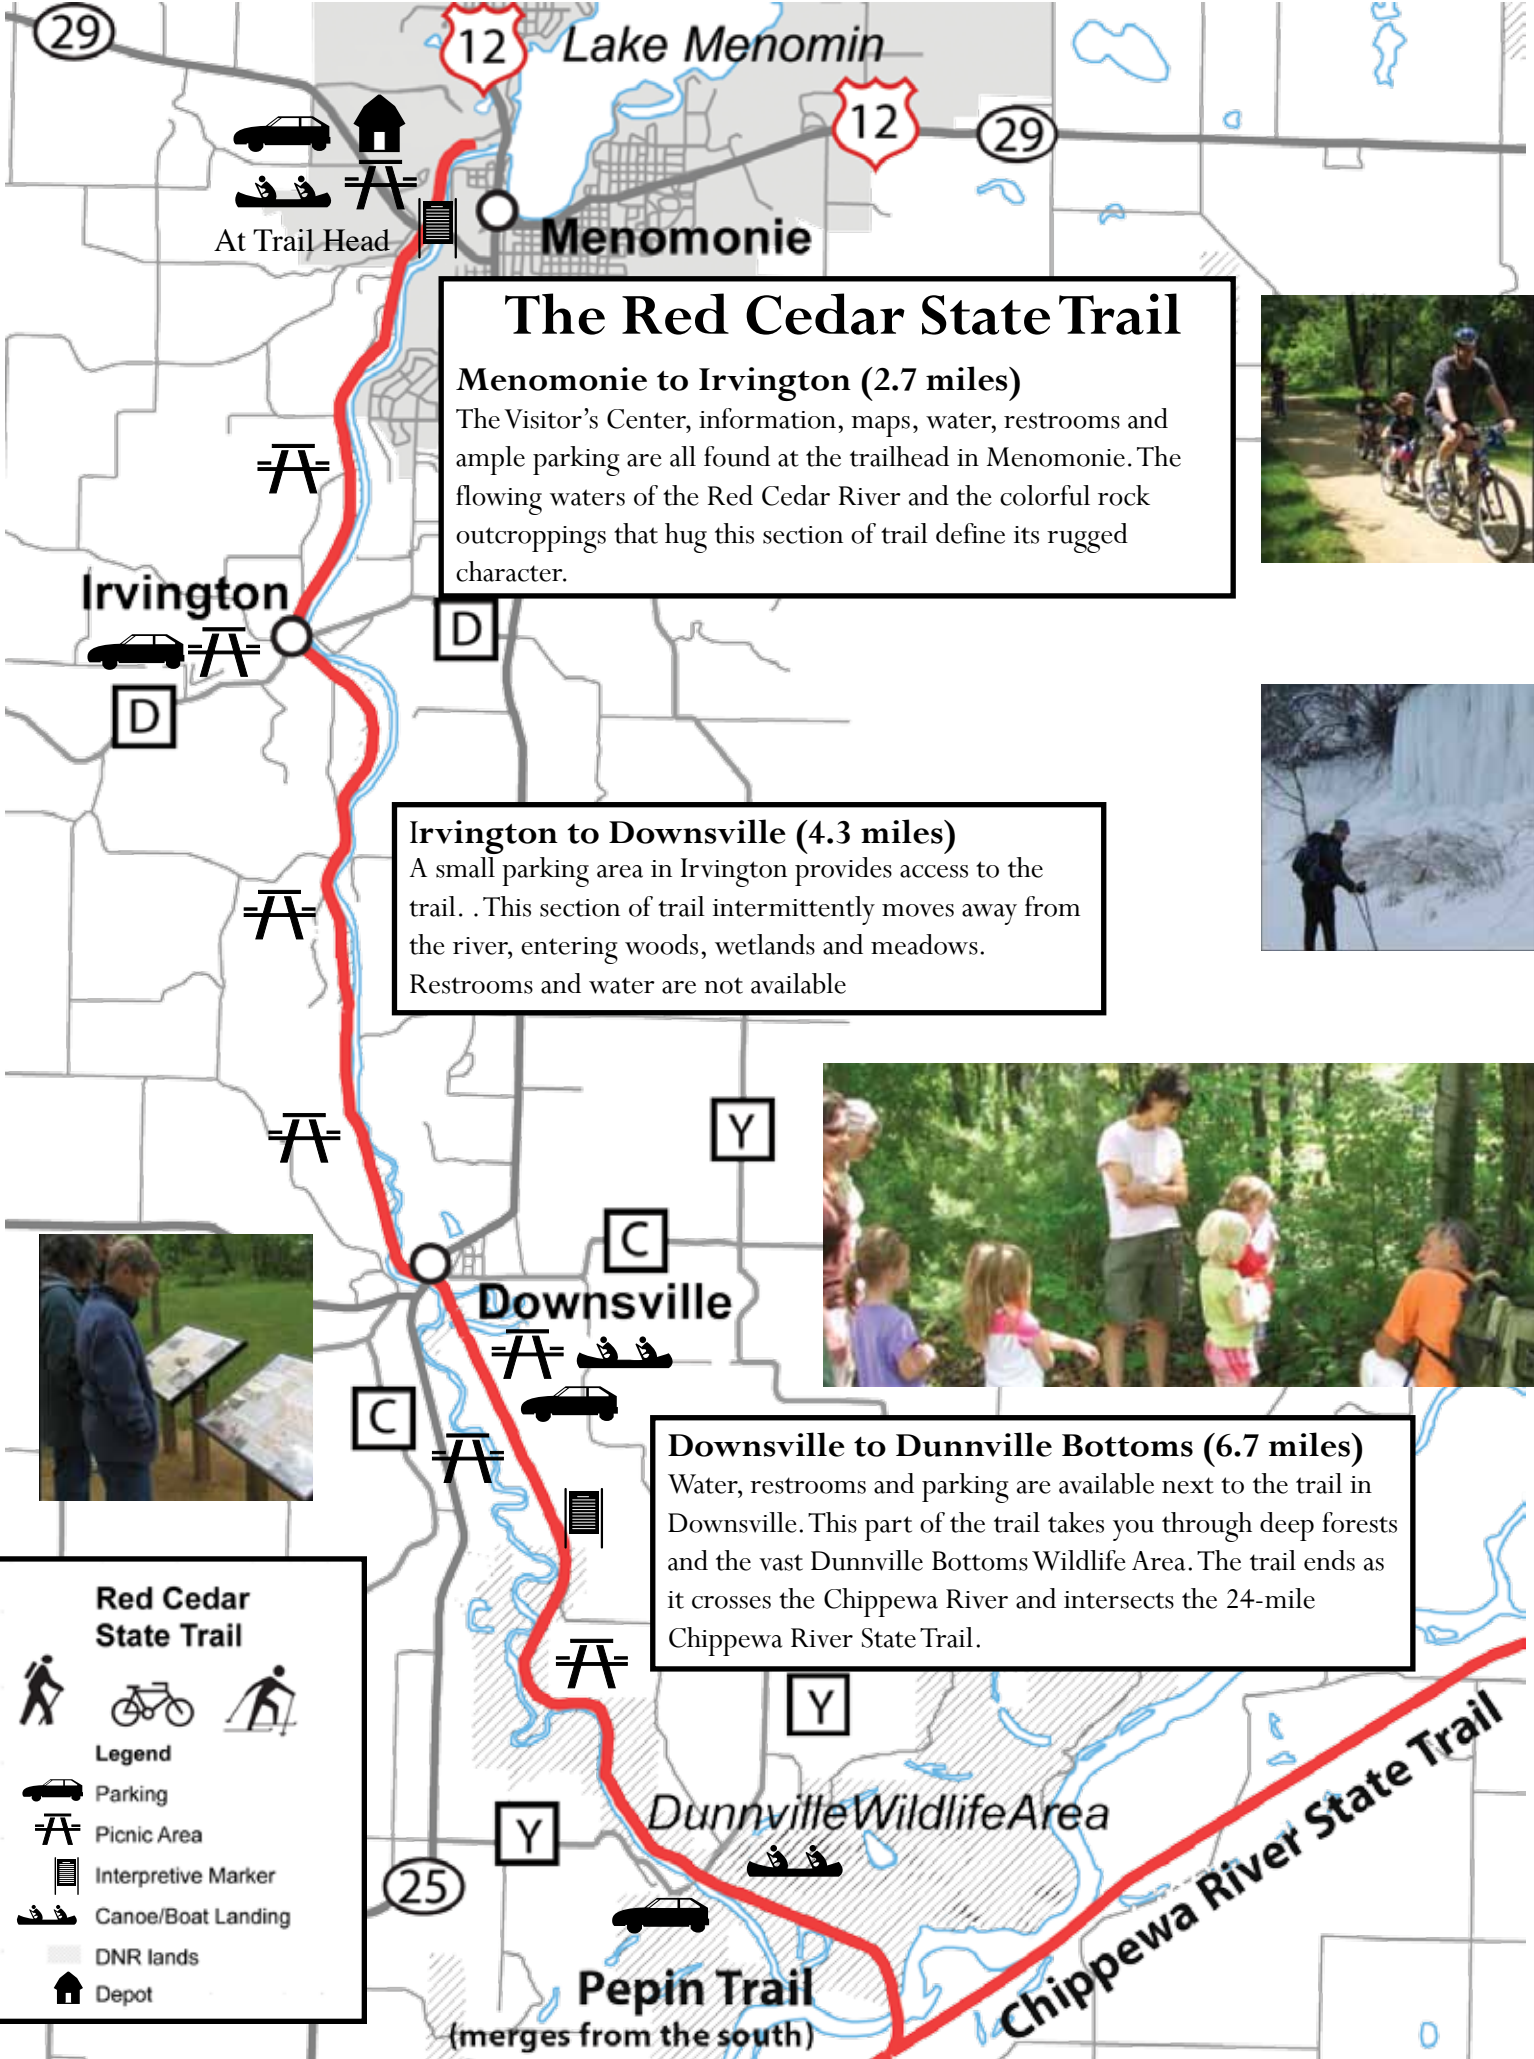 29
12
Lake Menomin
12
29
At Trail Head
Menomonie
The Red Cedar State Trail
Menomonie to Irvington (2.7 miles)
The Visitor's Center, information, maps, water, restrooms and
ample parking are all found at the trailhead in Menomonie. The
flowing waters of the Red Cedar River and the colorful rock
outcroppings that hug this section of trail define its rugged
character.
Irvington
D
D
Irvington to Downsville (4.3 miles)
A small parking area in Irvington provides access to the
trail. . This section of trail intermittently moves away from
the river, entering woods, wetlands and meadows.
Restrooms and water are not available
Y
C
Downsville
C
Downsville to Dunnville Bottoms (6.7 miles)
Water, restrooms and parking are available next to the trail in
Downsville. This part of the trail takes you through deep forests
and the vast Dunnville Bottoms Wildlife Area. The trail ends as
it crosses the Chippewa River and intersects the 24-mile
Chippewa River State Trail.
Red Cedar
State Trail
Legend
Parking
Picnic Area
Interpretive Marker
Canoe/Boat Landing
DNR lands
Depot
Y
Y
Dunnville Wildlife Area
25
Chippewa River State Trail
Pepin Trail
(merges from the south)